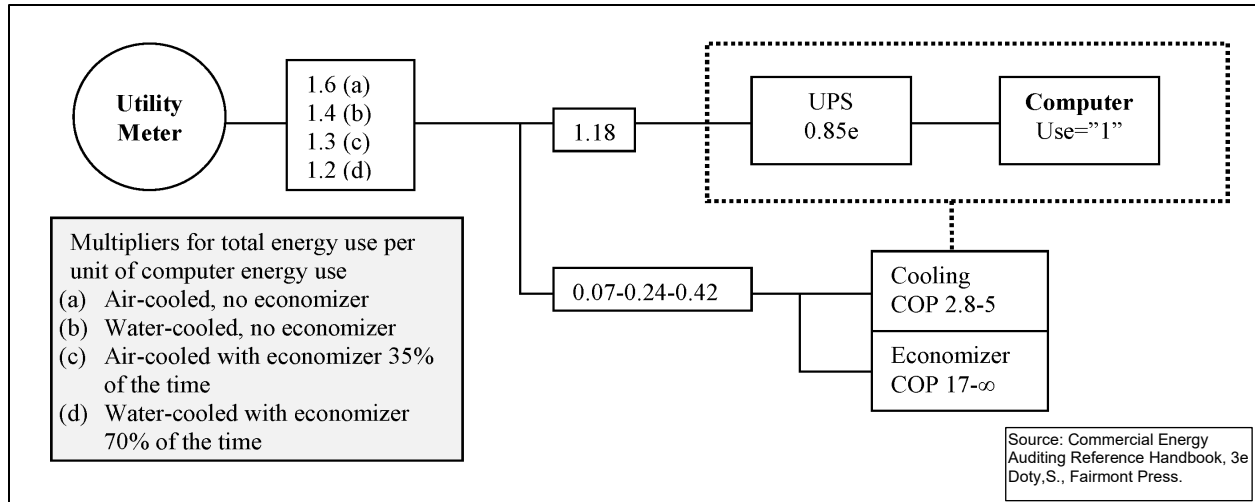 Utility
Meter
1.6 (a)
1.4 (b)
1.3 (c)
1.2 (d)
1.18
UPS
0.85e
Computer
Use=”1”
Multipliers for total energy use per
unit of computer energy use
(a) Air-cooled, no economizer
(b) Water-cooled, no economizer
(c) Air-cooled with economizer 35%
of the time
(d) Water-cooled with economizer
70% of the time
0.07-0.24-0.42
Cooling
COP 2.8-5
Economizer
COP 17-∞
Source: Commercial Energy
Auditing Reference Handbook, 3e
Doty,S., Fairmont Press.